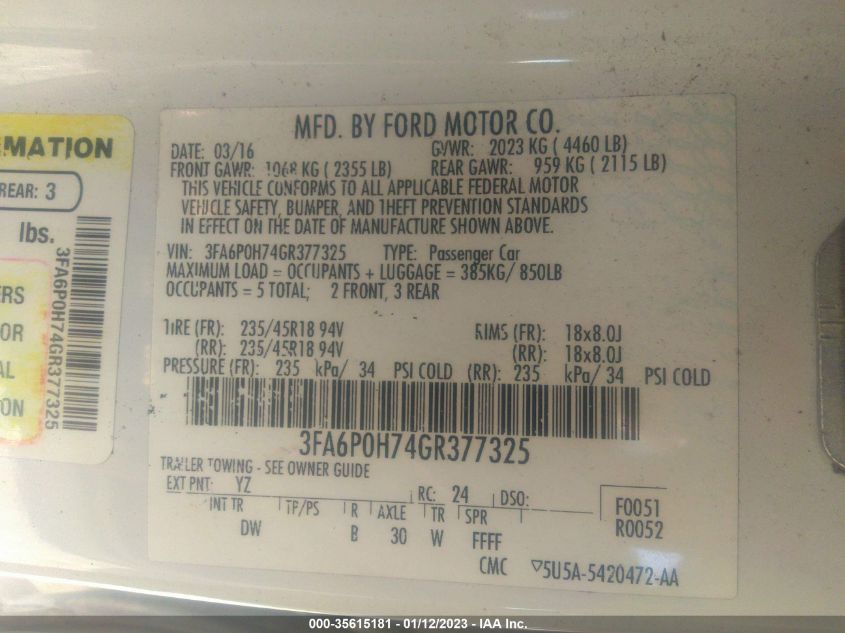 RMATION
REAR: 3
lbs.
3FA6P0H74GR377325
ERS
OR
AL
ON
MFD. BY FORD MOTOR CO.
DATE: 03/16 GVWR: 2023 KG ( 4460 LB)
FRONT GAWR: 1068 KG ( 2355 LB) REAR GAWR: 959 KG ( 2115 LB)
THIS VEHICLE CONFORMS TO ALL APPLICABLE FEDERAL MOTOR
VEHICLE SAFETY, BUMPER, AND THEFT PREVENTION STANDARDS
IN EFFECT ON THE DATE OF MANUFACTURE SHOWN ABOVE.
VIN: 3FA6P0H74GR377325 TYPE: Passenger Car
MAXIMUM LOAD = OCCUPANTS + LUGGAGE = 385KG/ 850LB
OCCUPANTS = 5 TOTAL; 2 FRONT, 3 REAR
TIRE (FR): 235/45R18 94V RIMS (FR): 18x8.0J
(RR): 235/45R18 94V (RR): 18x8.0J
PRESSURE (FR): 235 kPa/ 34 PSI COLD (RR): 235 kPa/ 34 PSI COLD
3FA6P0H74GR377325
TRAILER TOWING - SEE OWNER GUIDE
EXT PNT: YZ RC: 24 DSO: F0051
INT TR TP/PS R AXLE TR SPR R0052
DW B 30 W FFFF
CMC ▽5U5A-5420472-AA
000-35615181 - 01/12/2023 - IAA Inc.